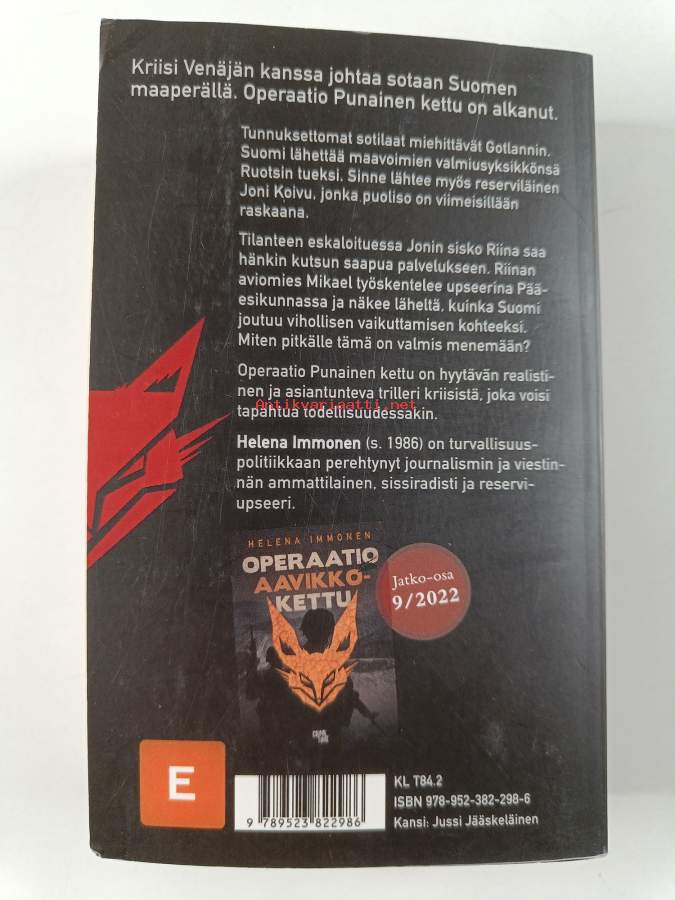 Kriisi Venäjän kanssa johtaa sotaan Suomen
maaperällä. Operaatio Punainen kettu on alkanut.
Tunnuksettomat sotilaat miehittävät Gotlannin.
Suomi lähettää maavoimien valmiusyksikkönsä
Ruotsin tueksi. Sinne lähtee myös reserviläinen
Joni Koivu, jonka puoliso on viimeisillään
raskaana.
Tilanteen eskaloituessa Jonin sisko Riina saa
hänkin kutsun saapua palvelukseen. Riinan
aviomies Mikael työskentelee upseerina Pää-
esikunnassa ja näkee läheltä, kuinka Suomi
joutuu vihollisen vaikuttamisen kohteeksi.
Miten pitkälle tämä on valmis menemään?
Operaatio Punainen kettu on hyytävän realisti-
nen ja asiantunteva trilleri kriisistä, joka voisi
Antikvariaatti.net
tapahtua todellisuudessakin.
Helena Immonen (s. 1986) on turvallisuus-
politiikkaan perehtynyt journalismin ja viestin-
nän ammattilainen, sissiradisti ja reservi-
upseeri.
HELENA IMMONEN
OPERAATIO
AAVIKKO-
KETTU
Jatko-osa
9/2022
E
9 789523 822986
KL T84.2
ISBN 978-952-382-298-6
Kansi: Jussi Jääskeläinen